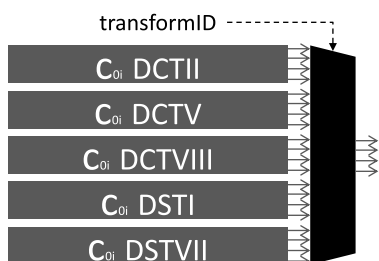 transformID
C0i DCTII
C0i DCTV
C0i DCTVIII
C0i DSTI
C0i DSTVII